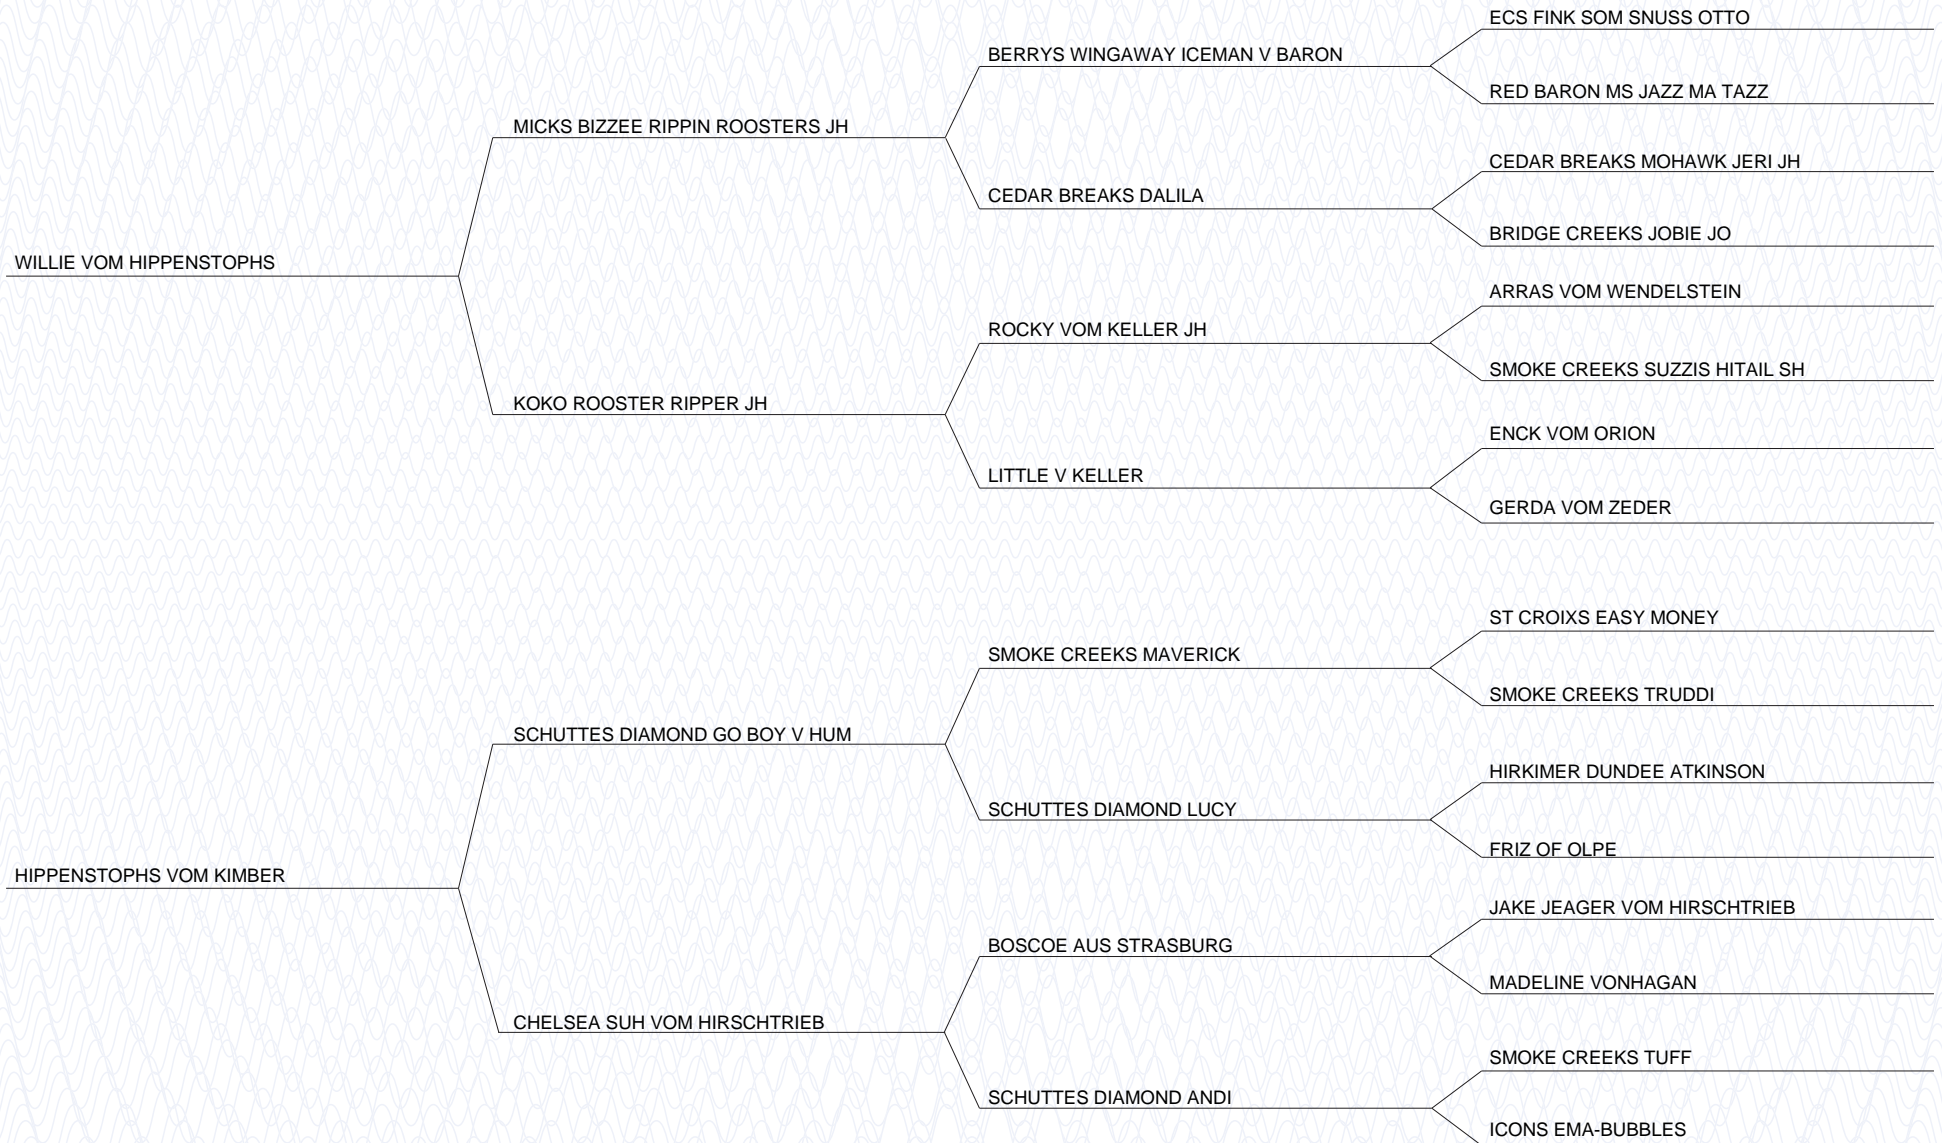 ECS FINK SOM SNUSS OTTO
BERRYS WINGAWAY ICEMAN V BARON
RED BARON MS JAZZ MA TAZZ
MICKS BIZZEE RIPPIN ROOSTERS JH
CEDAR BREAKS MOHAWK JERI JH
CEDAR BREAKS DALILA
BRIDGE CREEKS JOBIE JO
WILLIE VOM HIPPENSTOPHS
ARRAS VOM WENDELSTEIN
ROCKY VOM KELLER JH
SMOKE CREEKS SUZZIS HITAIL SH
KOKO ROOSTER RIPPER JH
ENCK VOM ORION
LITTLE V KELLER
GERDA VOM ZEDER
ST CROIXS EASY MONEY
SMOKE CREEKS MAVERICK
SMOKE CREEKS TRUDDI
SCHUTTES DIAMOND GO BOY V HUM
HIRKIMER DUNDEE ATKINSON
SCHUTTES DIAMOND LUCY
FRIZ OF OLPE
HIPPENSTOPHS VOM KIMBER
JAKE JEAGER VOM HIRSCHTRIEB
BOSCOE AUS STRASBURG
MADELINE VONHAGAN
CHELSEA SUH VOM HIRSCHTRIEB
SMOKE CREEKS TUFF
SCHUTTES DIAMOND ANDI
ICONS EMA-BUBBLES